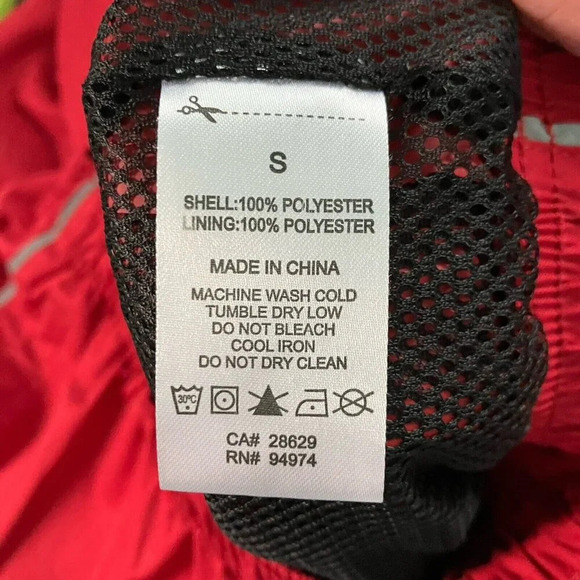 S
SHELL:100% POLYESTER
LINING:100% POLYESTER
MADE IN CHINA
MACHINE WASH COLD
TUMBLE DRY LOW
DO NOT BLEACH
COOL IRON
DO NOT DRY CLEAN
30°C
CA# 28629
RN# 94974